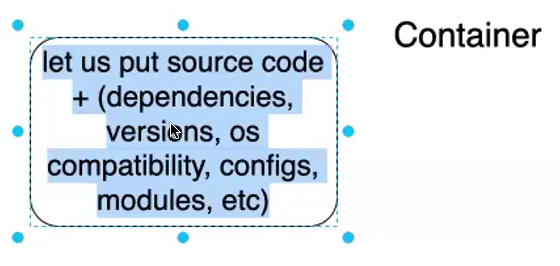 let us put source code
+ (dependencies,
versions, os
compatibility, configs,
modules, etc)
Container